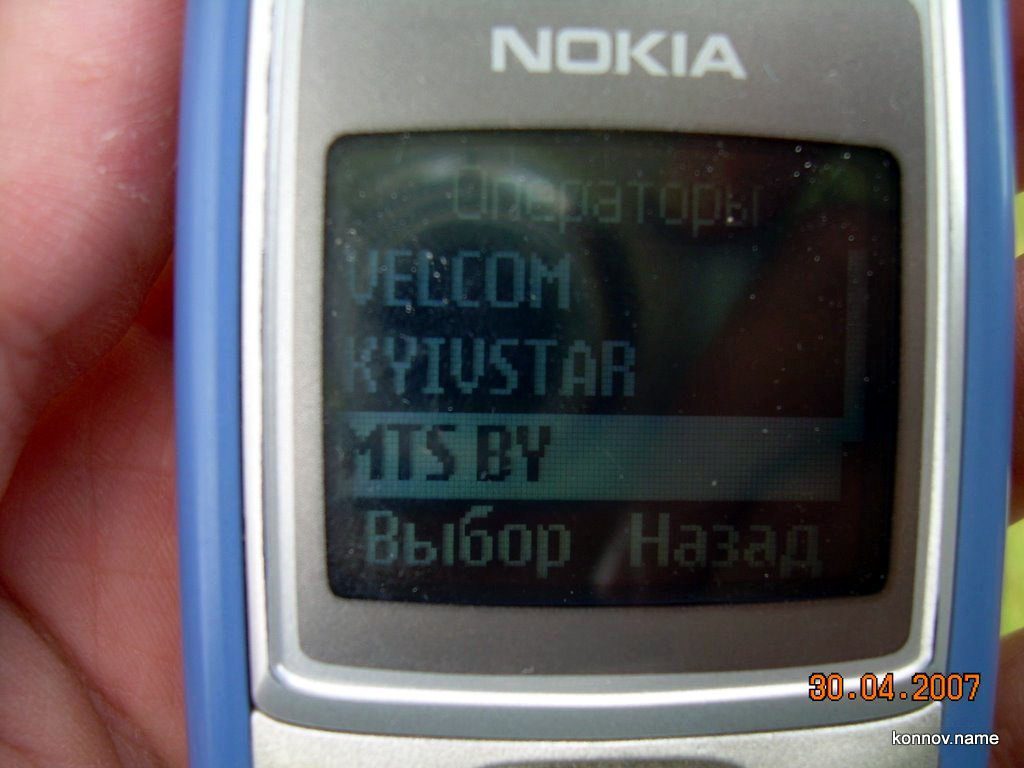 NOKIA
Операторы
VELCOM
KYIVSTAR
MTS BY
Выбор Назад
30.04.2007
konnov.name